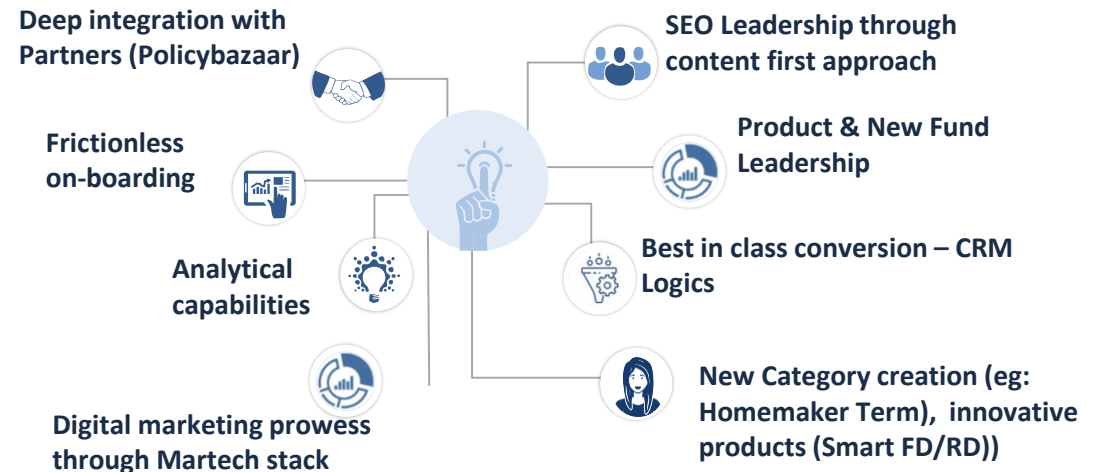 Deep integration with
Partners (Policybazaar)
SEO Leadership through
content first approach
Frictionless
on-boarding
Product & New Fund
Leadership
Analytical
capabilities
Best in class conversion – CRM
Logics
Digital marketing prowess
through Martech stack
New Category creation (eg:
Homemaker Term), innovative
products (Smart FD/RD))